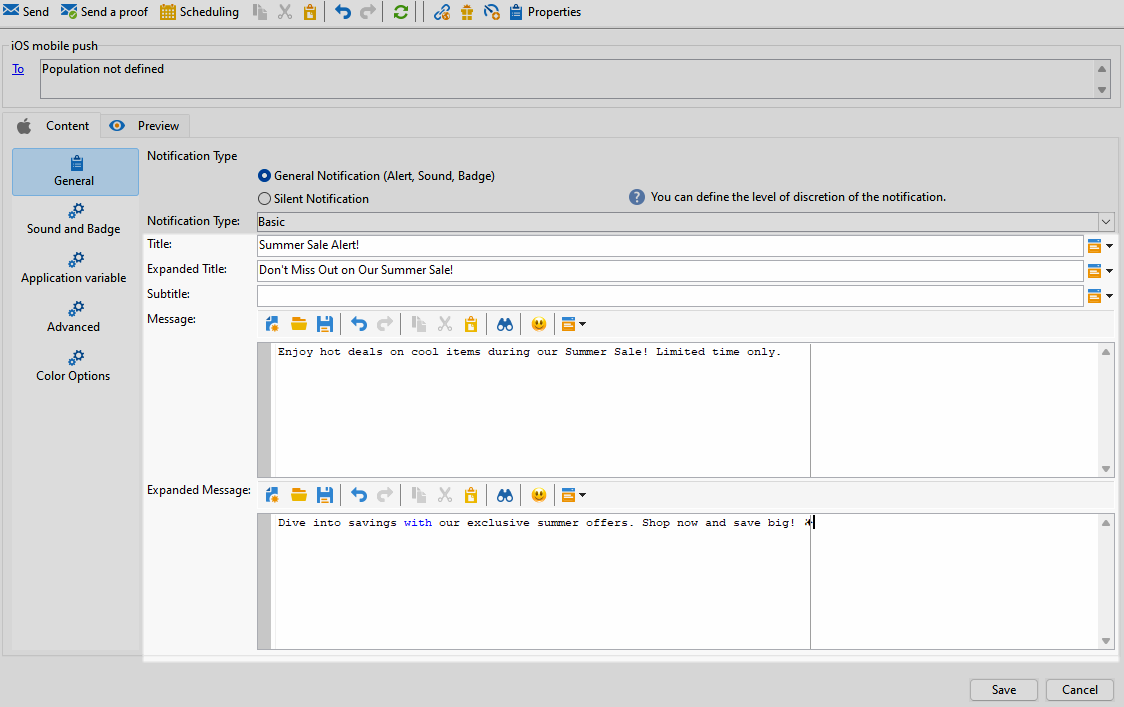 Send Send a proof Scheduling Properties
iOS mobile push
To Population not defined
Content Preview
General
Sound and Badge
Application variable
Advanced
Color Options
Notification Type
General Notification (Alert, Sound, Badge)
Silent Notification ? You can define the level of discretion of the notification.
Notification Type: Basic
Title: Summer Sale Alert!
Expanded Title: Don't Miss Out on Our Summer Sale!
Subtitle:
Message:
Enjoy hot deals on cool items during our Summer Sale! Limited time only.
Expanded Message:
Dive into savings with our exclusive summer offers. Shop now and save big!
Save Cancel